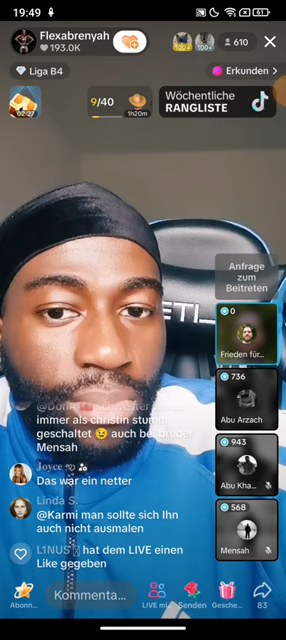 19:49
61
Flexabrenyah
193.0K
100+
100+
610
Liga B4
Erkunden >
02:27
9/40
1h20m
Wöchentliche
RANGLISTE
Anfrage
zum
Beitreten
0
Frieden für...
736
Abu Arzach
943
Abu Kha...
568
Mensah
immer als christin stumm
geschaltet 😉 auch bei bruder
Mensah
Joyce
Das war ein netter
Linda S.
@Karmi man sollte sich Ihn
auch nicht ausmalen
L1NUS hat dem LIVE einen
Like gegeben
Abonn...
Kommenta...
LIVE mi...
Senden
Gesche...
83